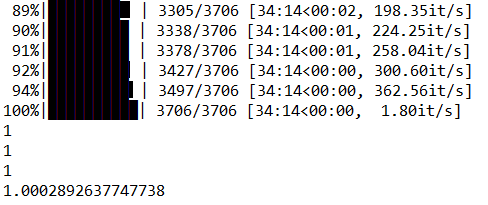 89%|████████ | 3305/3706 [34:14<00:02, 198.35it/s]
90%|████████ | 3338/3706 [34:14<00:01, 224.25it/s]
91%|████████ | 3378/3706 [34:14<00:01, 258.04it/s]
92%|████████ | 3427/3706 [34:14<00:00, 300.60it/s]
94%|████████ | 3497/3706 [34:14<00:00, 362.56it/s]
100%|█████████| 3706/3706 [34:14<00:00, 1.80it/s]
1
1
1
1.0002892637747738